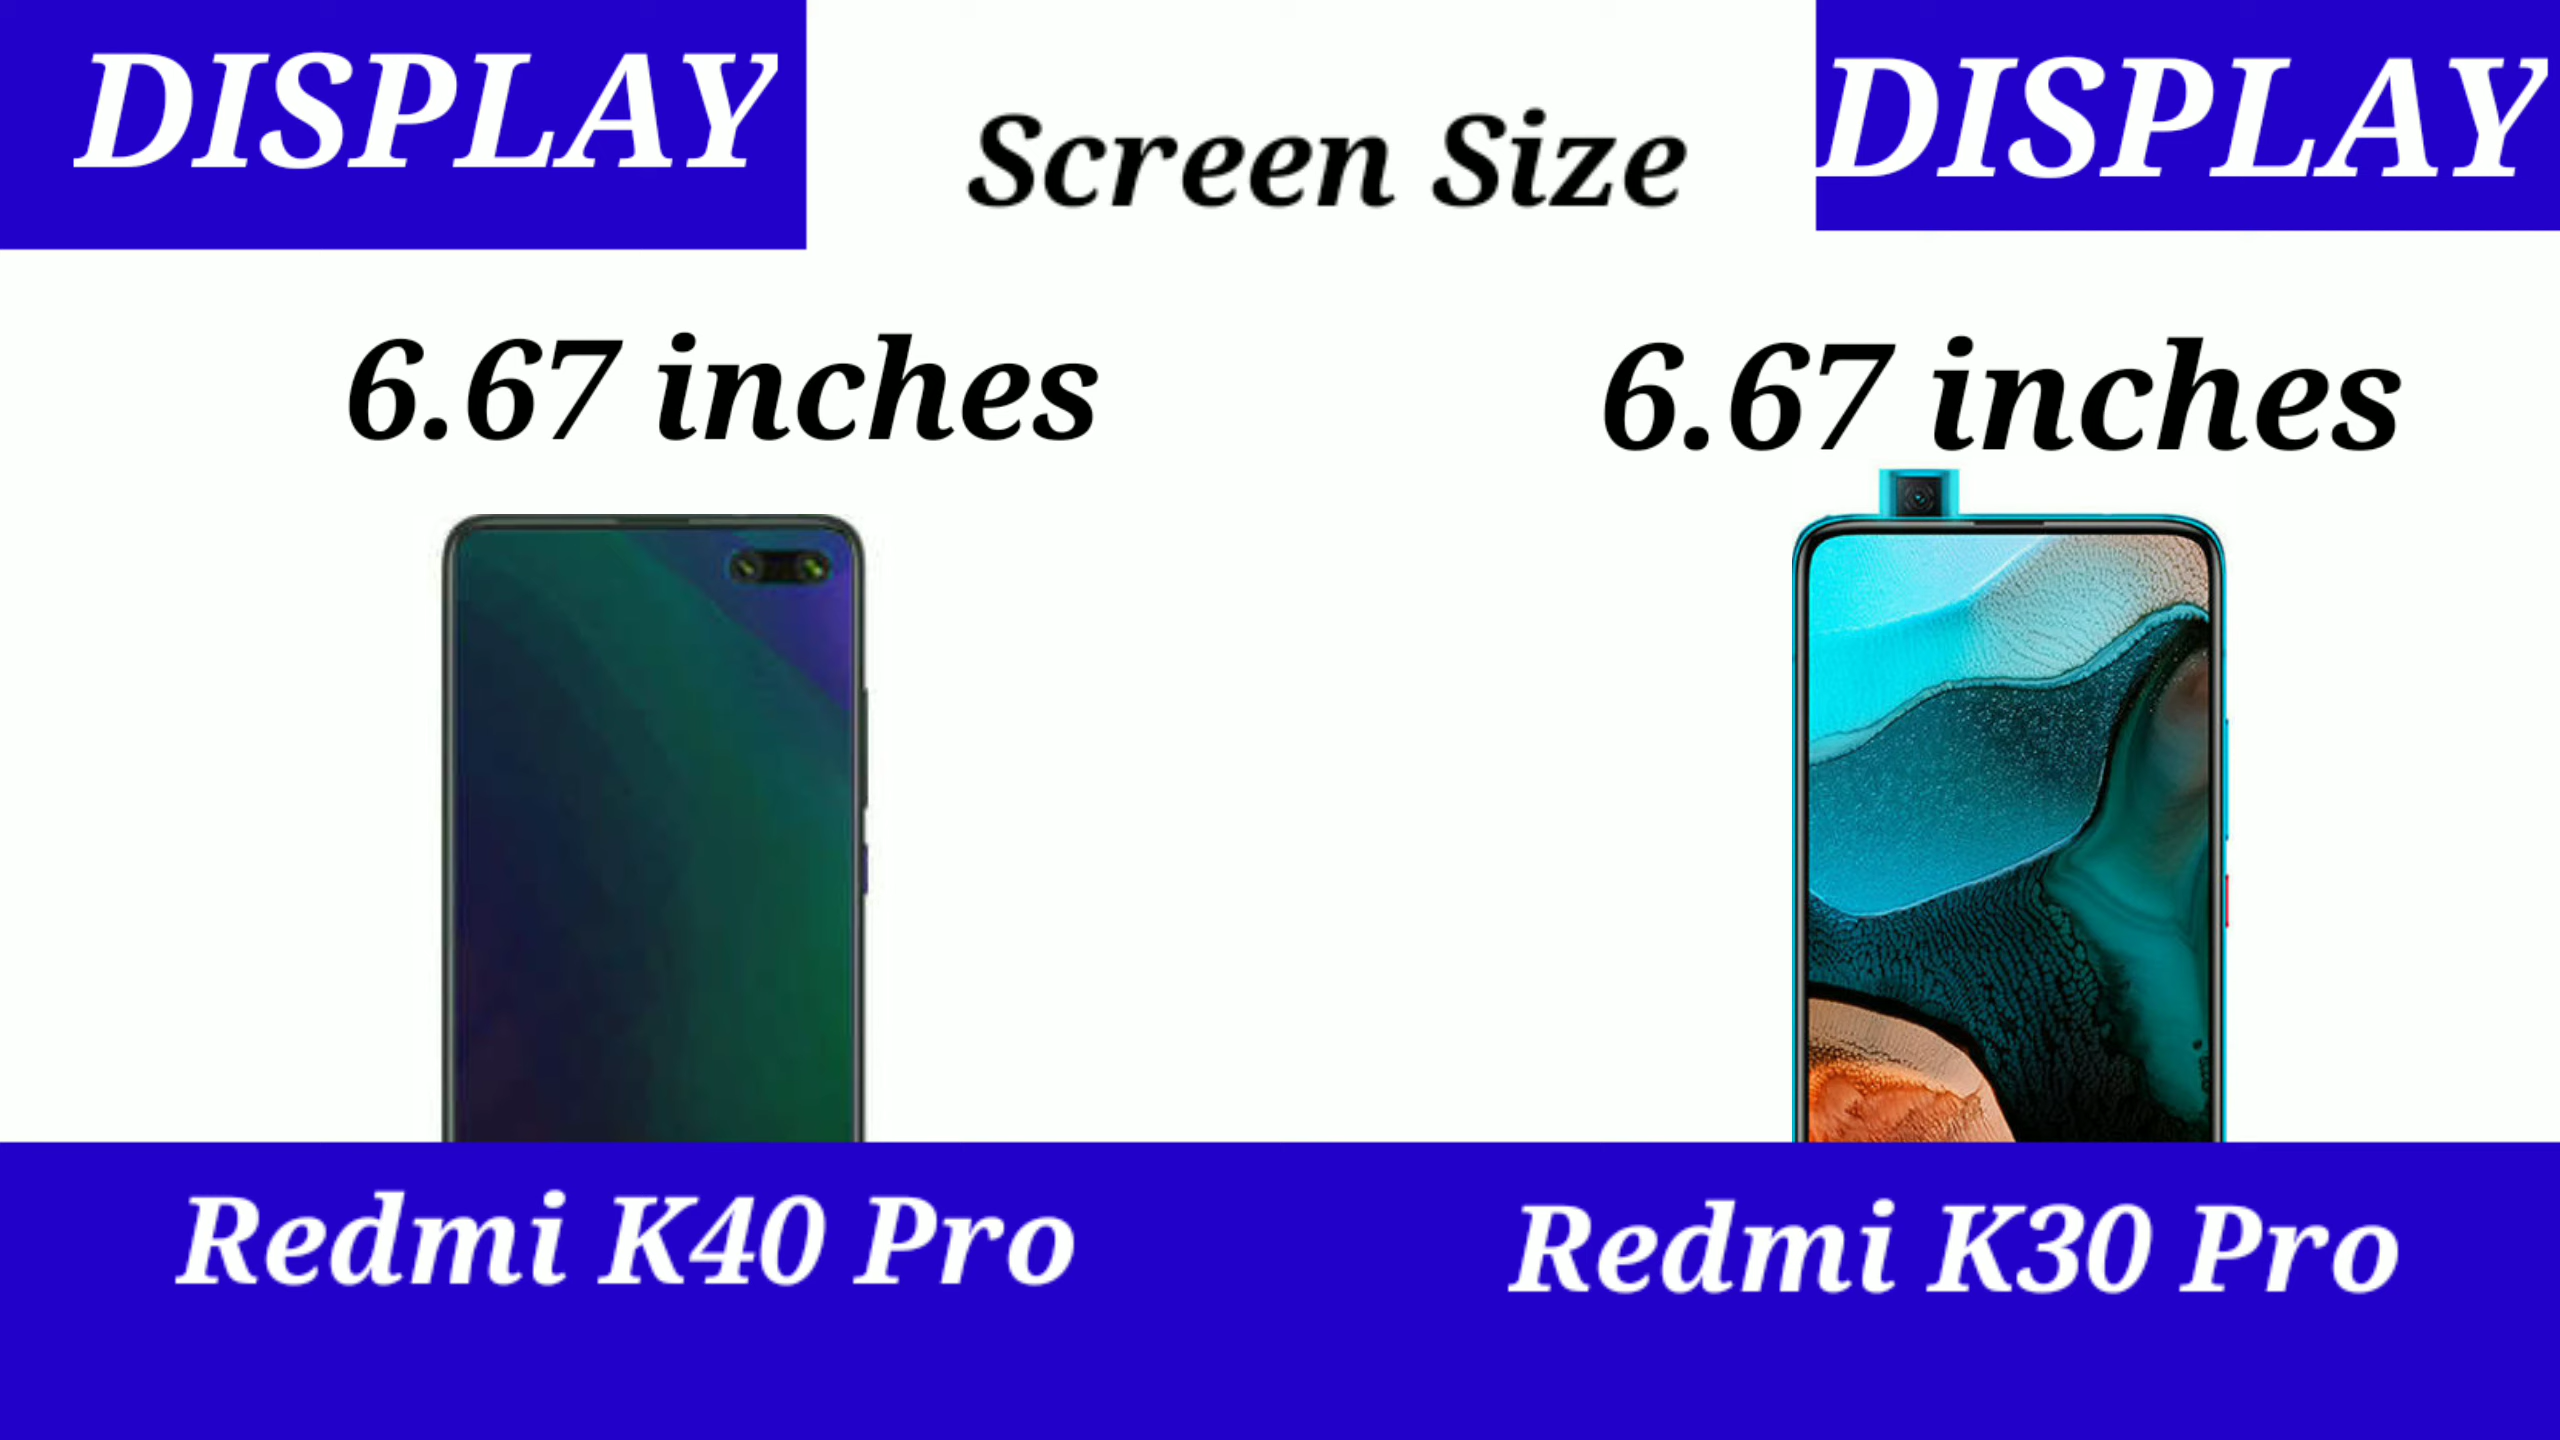 DISPLAY
Screen Size
DISPLAY
6.67 inches
6.67 inches
Redmi K40 Pro
Redmi K30 Pro